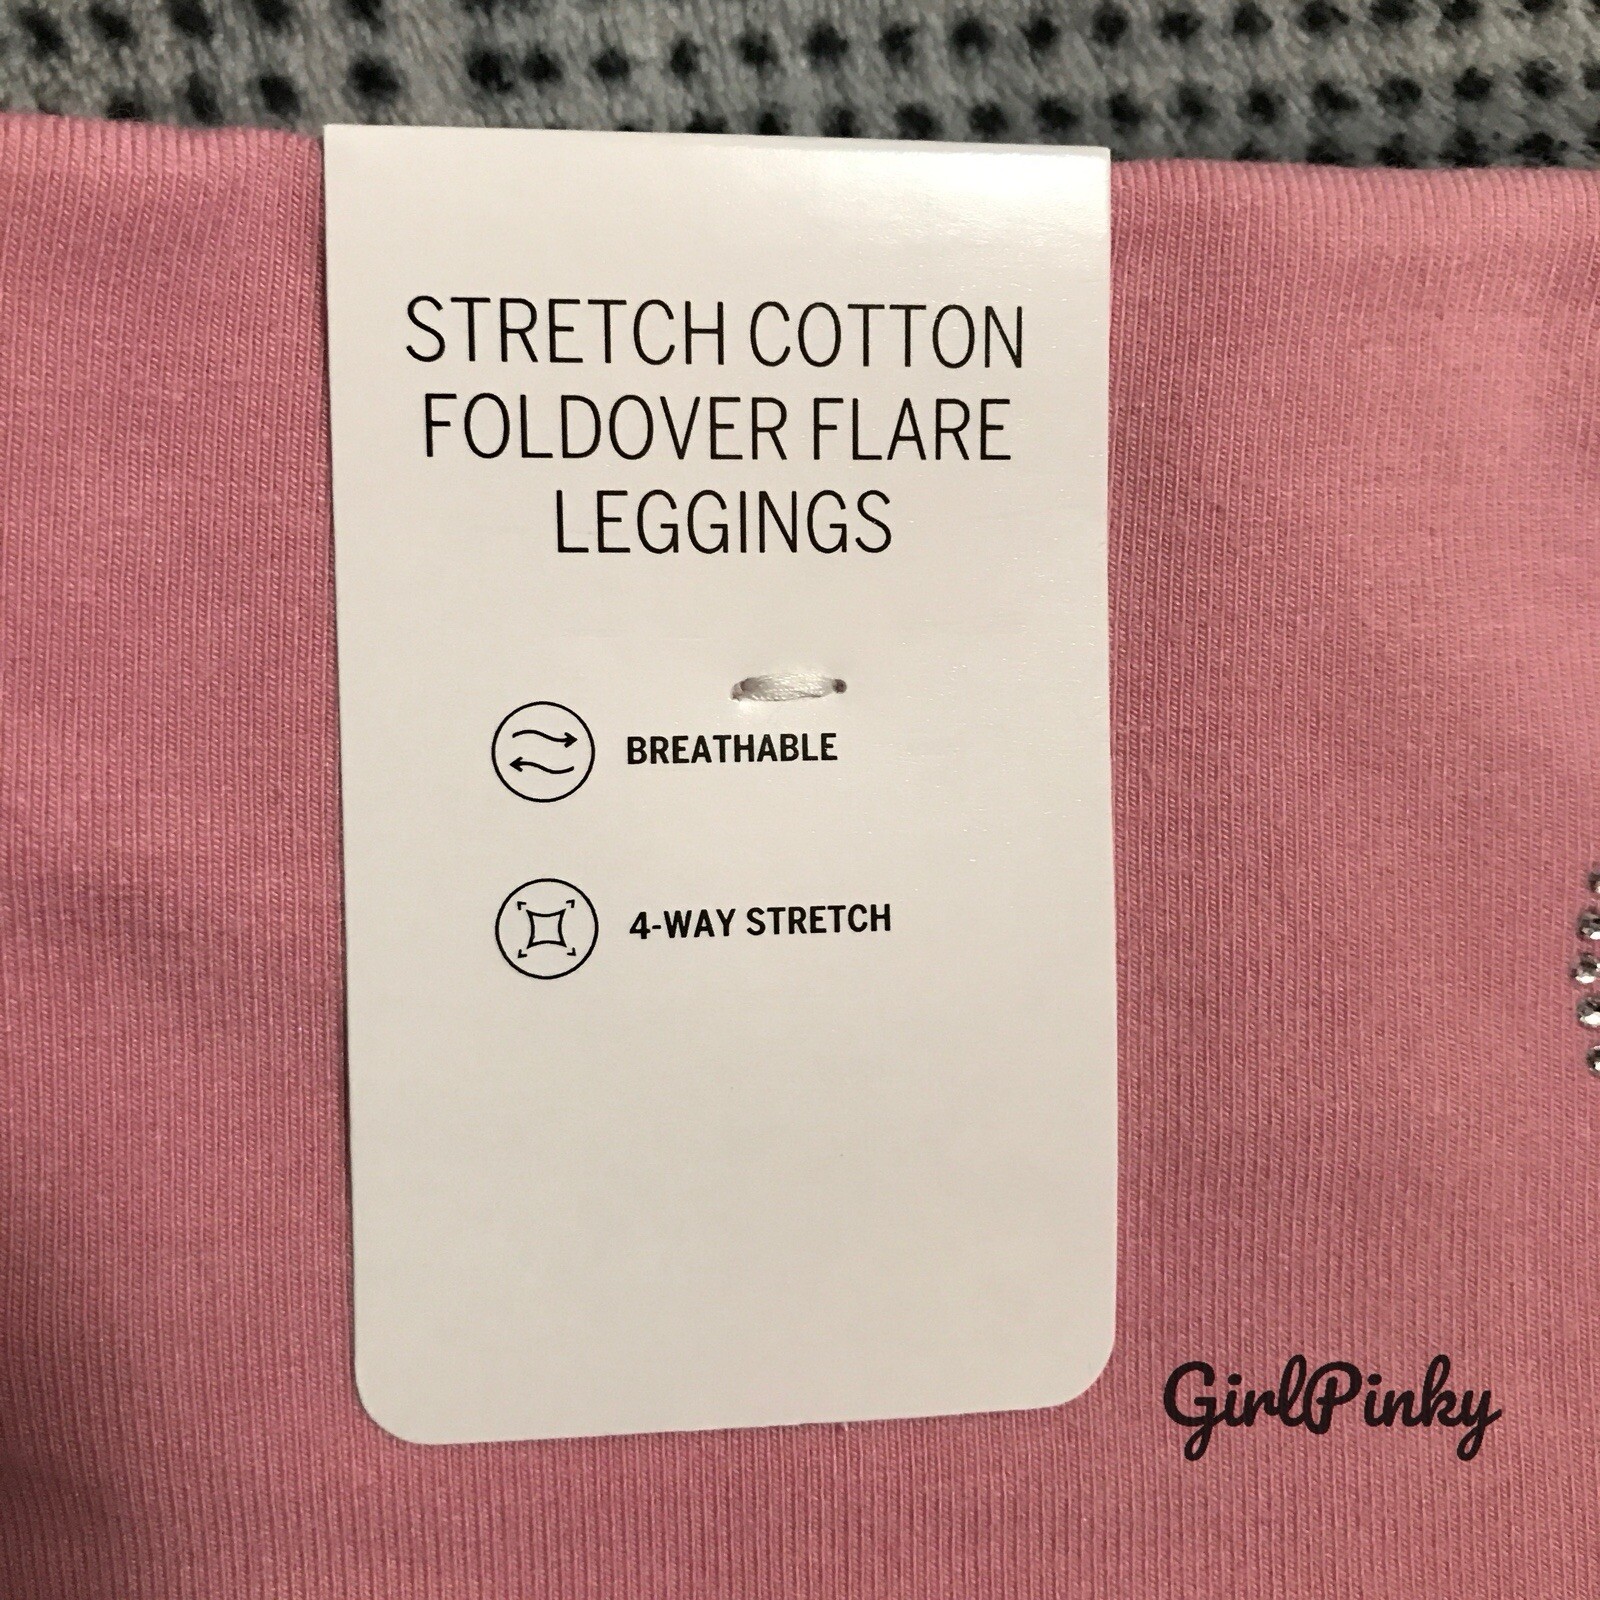 STRETCH COTTON
FOLDOVER FLARE
LEGGINGS
BREATHABLE
4-WAY STRETCH
GirlPinky